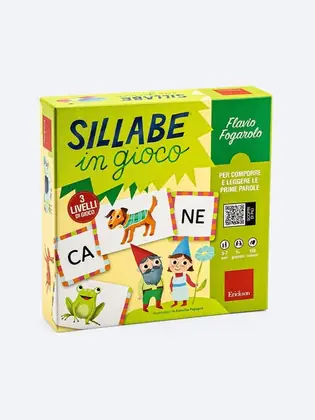 SILLABE
in gioco
Flavio
Fogarolo
PER COMPORRE
E LEGGERE LE
PRIME PAROLE
3
LIVELLI
DI GIOCO
CA
NE
Erickson